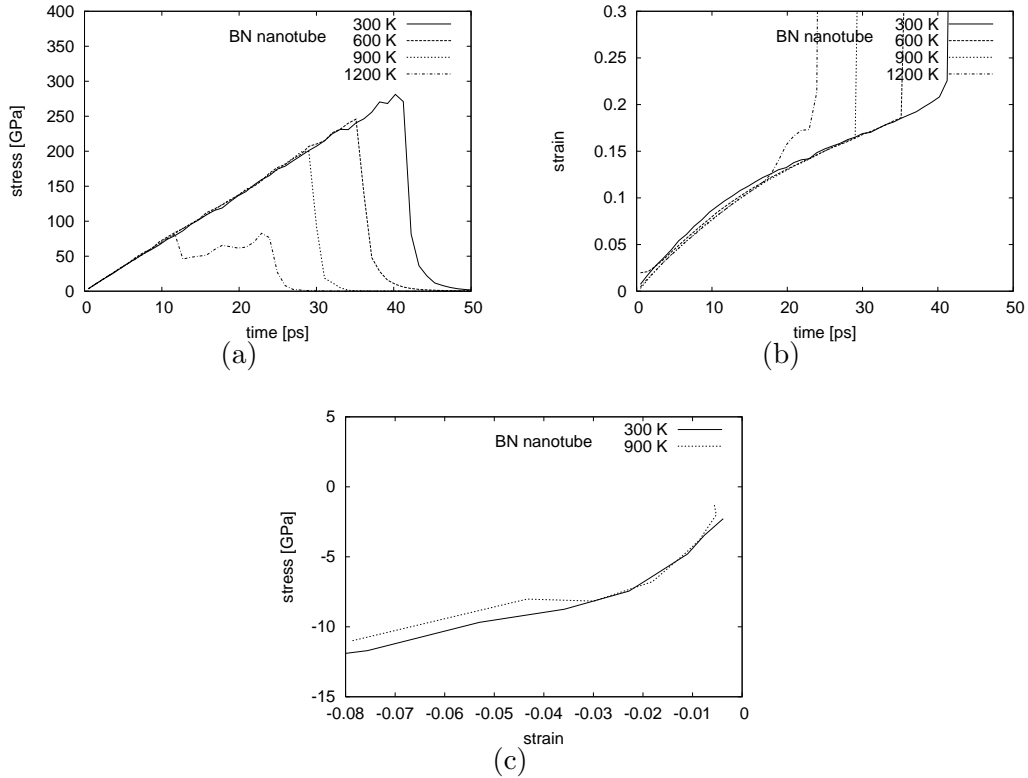 400
350
300
250
200
150
100
50
0
stress [GPa]
BN nanotube
300 K
600 K
900 K
1200 K
0 10 20 30 40 50
time [ps]
(a)
0.3
0.25
0.2
0.15
0.1
0.05
0
strain
BN nanotube
300 K
600 K
900 K
1200 K
0 10 20 30 40 50
time [ps]
(b)
5
0
-5
-10
-15
stress [GPa]
BN nanotube
300 K
900 K
-0.08 -0.07 -0.06 -0.05 -0.04 -0.03 -0.02 -0.01 0
strain
(c)